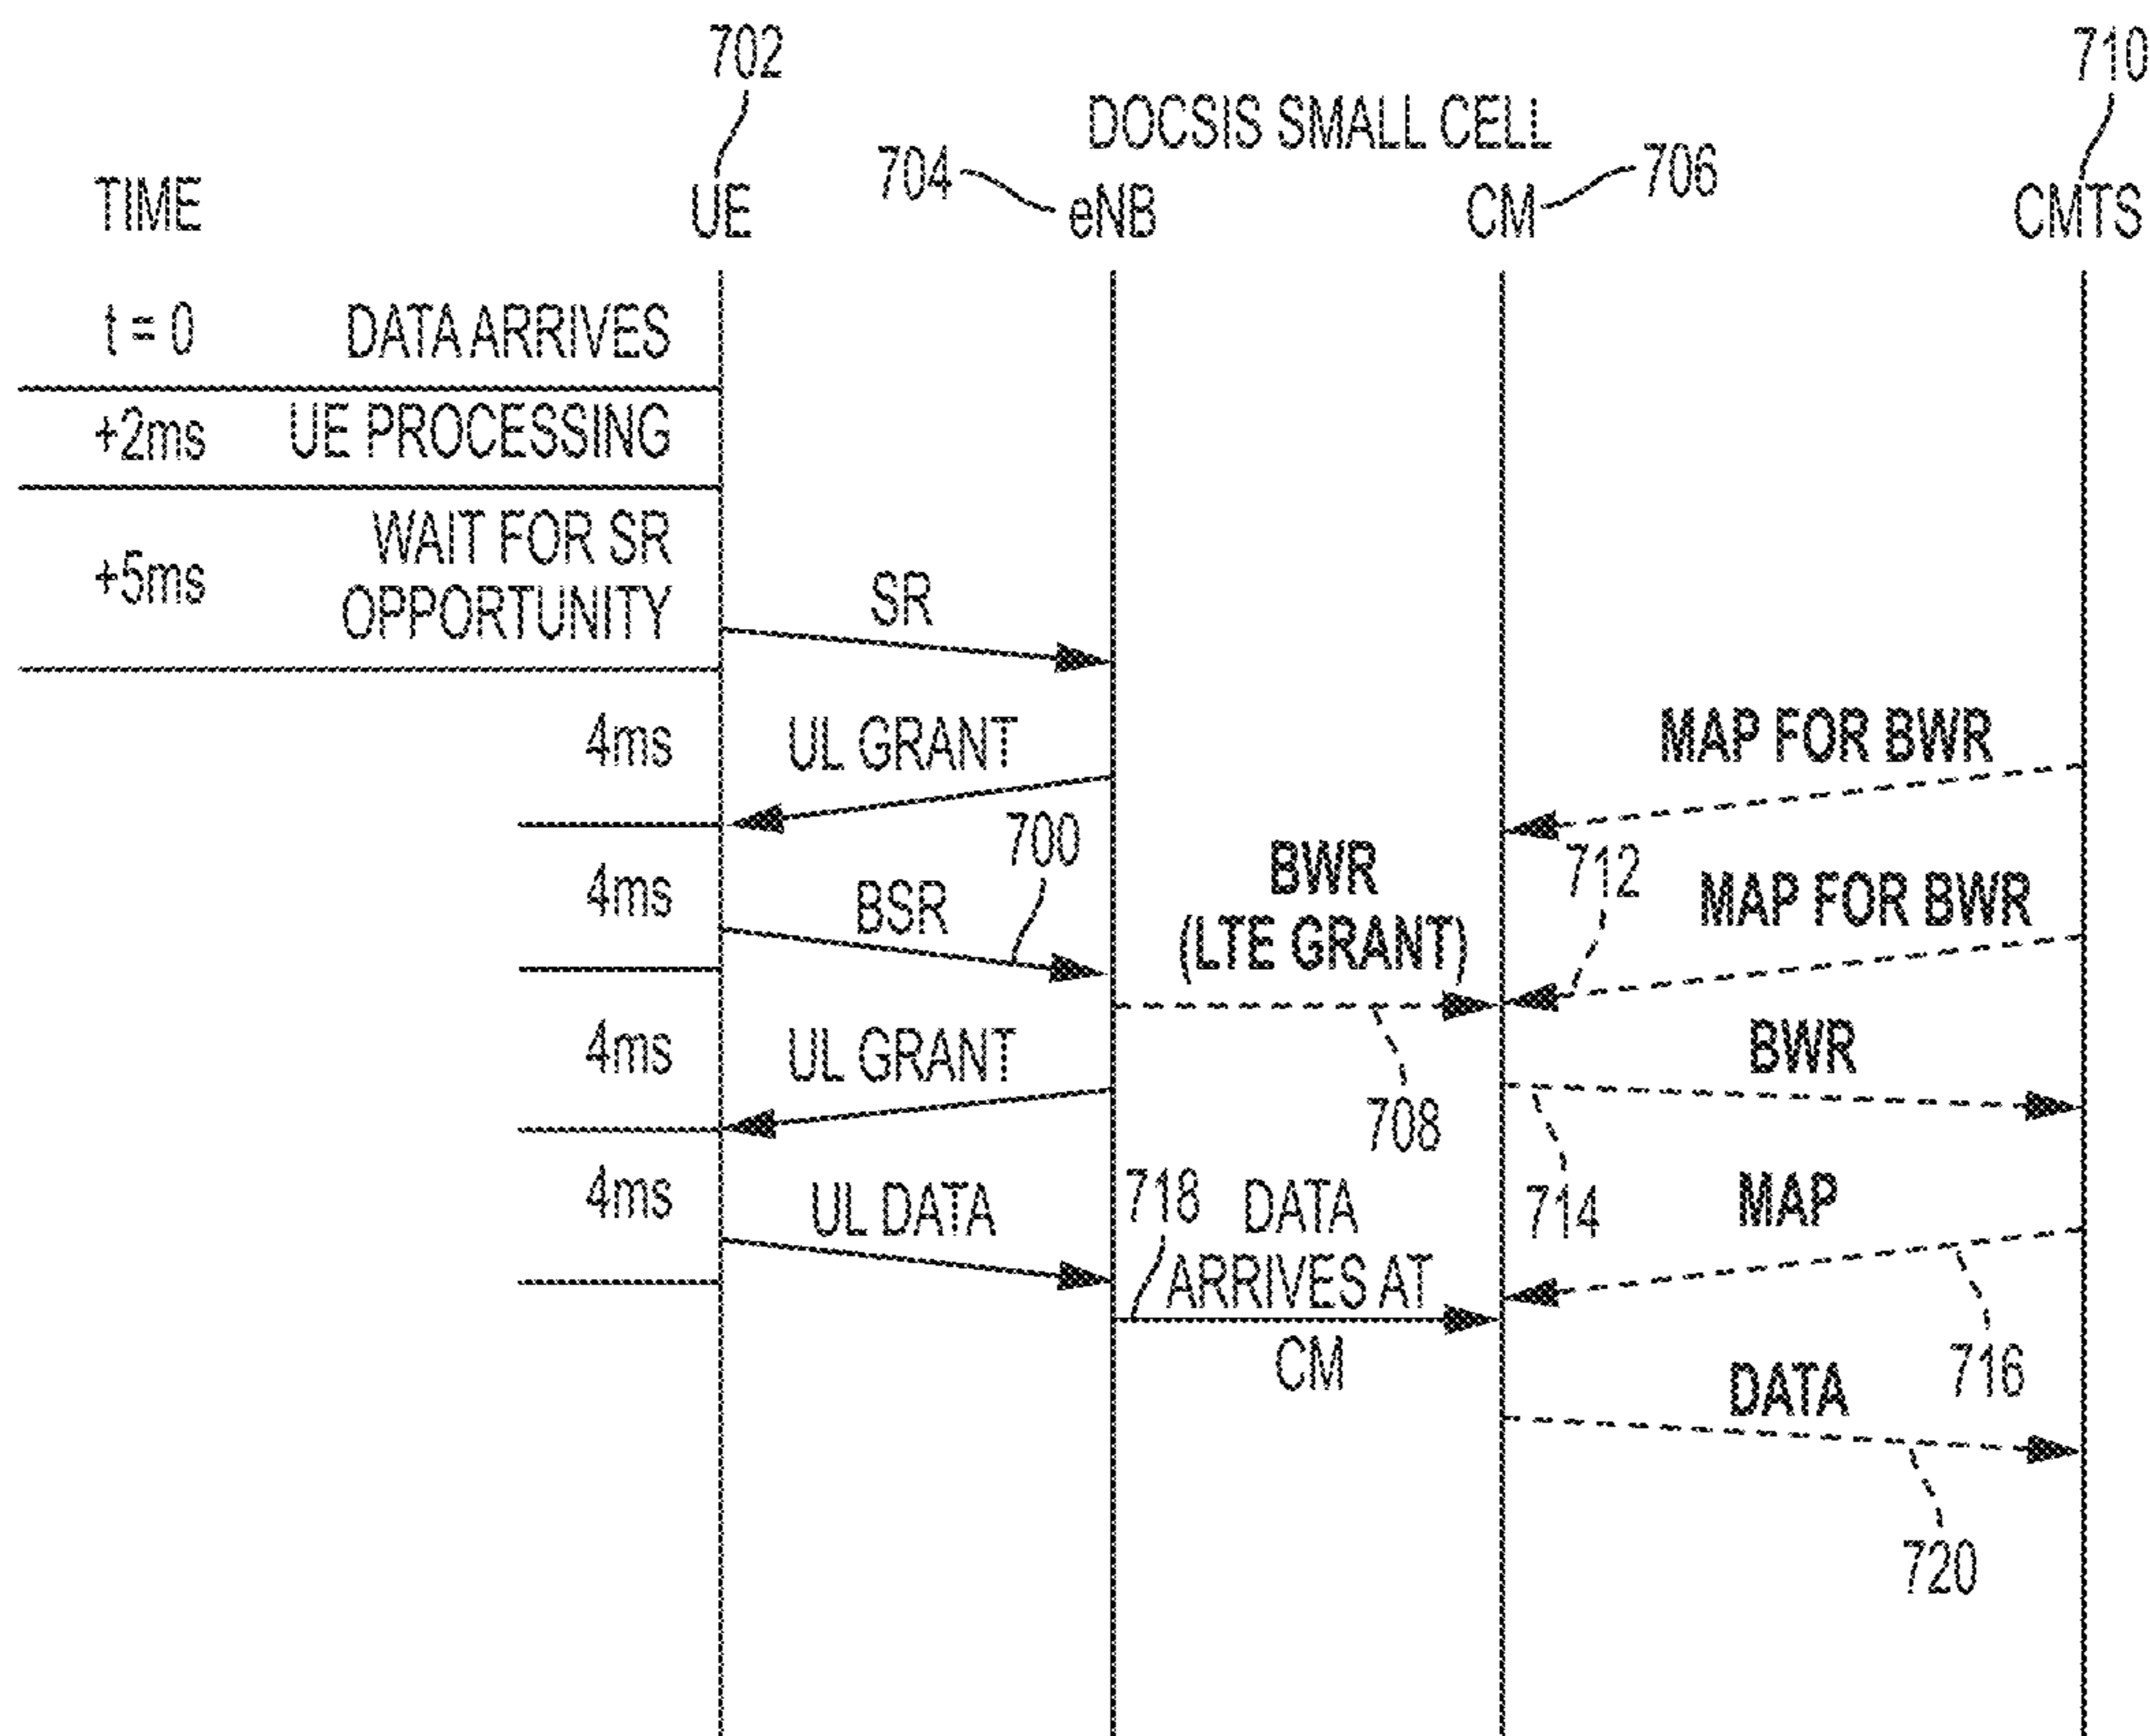 702
710
DOCSIS SMALL CELL
704
706
TIME
UE
eNB
CM
CMTS
t = 0
DATA ARRIVES
+2ms
UE PROCESSING
+5ms
WAIT FOR SR
OPPORTUNITY
SR
4ms
UL GRANT
MAP FOR BWR
700
4ms
BSR
BWR
(LTE GRANT)
712
MAP FOR BWR
4ms
UL GRANT
708
BWR
714
4ms
UL DATA
718
DATA
ARRIVES AT
CM
MAP
716
DATA
720